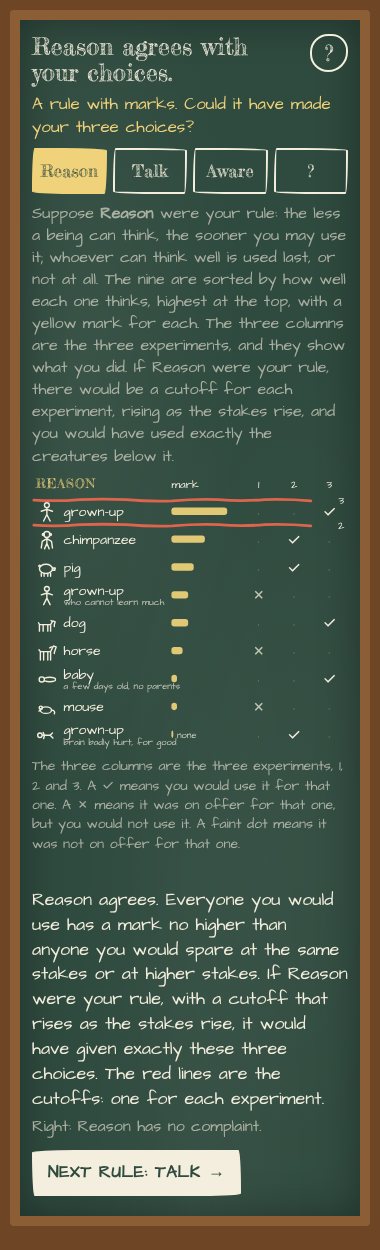 Reason agrees with
your choices.
?
A rule with marks. Could it have made
your three choices?
Reason Talk Aware ?
Suppose Reason were your rule: the less
a being can think, the sooner you may use
it; whoever can think well is used last, or
not at all. The nine are sorted by how well
each one thinks, highest at the top, with a
yellow mark for each. The three columns
are the three experiments, and they show
what you did. If Reason were your rule,
there would be a cutoff for each
experiment, rising as the stakes rise, and
you would have used exactly the
creatures below it.
REASON mark 1 2 3
3
grown-up ✓
2
chimpanzee ✓
pig ✓
grown-up ×
who cannot learn much
dog ✓
horse ×
baby ✓
a few days old, no parents
mouse ×
grown-up none ✓
brain badly hurt, for good
The three columns are the three experiments, 1,
2 and 3. A ✓ means you would use it for that
one. A × means it was on offer for that one,
but you would not use it. A faint dot means it
was not on offer for that one.
Reason agrees. Everyone you would
use has a mark no higher than
anyone you would spare at the same
stakes or at higher stakes. If Reason
were your rule, with a cutoff that
rises as the stakes rise, it would
have given exactly these three
choices. The red lines are the
cutoffs: one for each experiment.
Right: Reason has no complaint.
NEXT RULE: TALK →